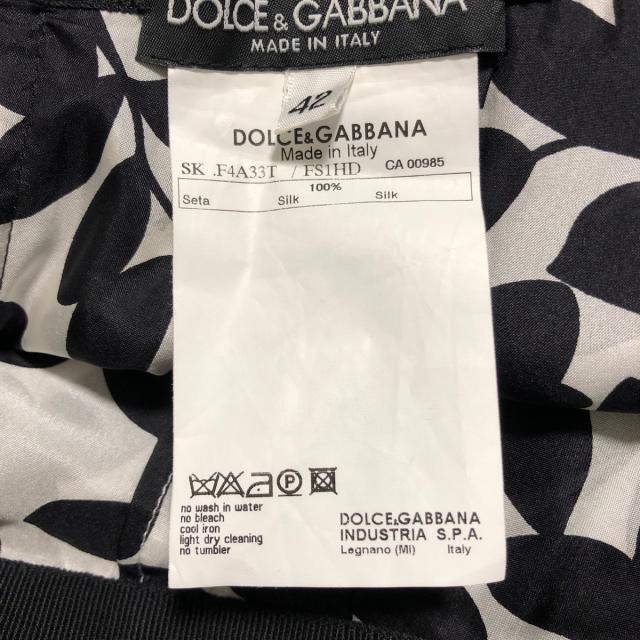 DOLCE & GABBANA
MADE IN ITALY
42
DOLCE&GABBANA
Made in Italy
SK .F4A33T / FS1HD CA 00985
100%
Seta Silk Silk
A P
no wash in water
no bleach
cool iron
light dry cleaning
no tumbler
DOLCE&GABBANA
INDUSTRIA S.P.A.
Legnano (MI) Italy